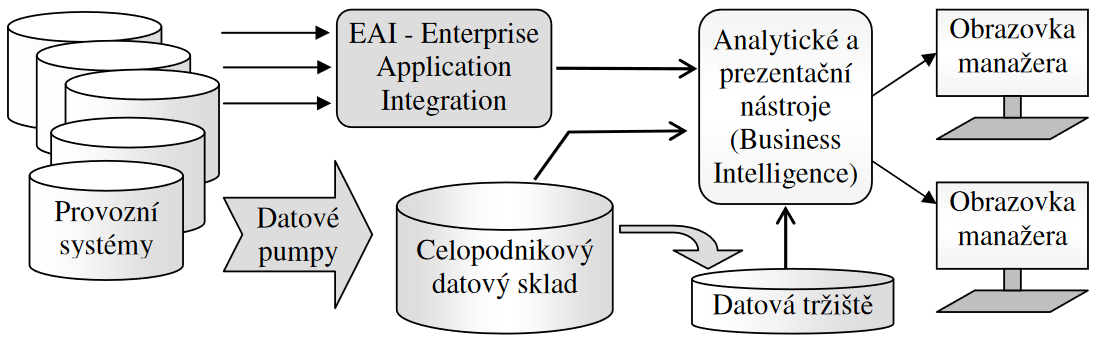 Provozní
systémy
EAI - Enterprise
Application
Integration
Datové
pumpy
Celopodnikový
datový sklad
Datová tržiště
Analytické a
prezentační
nástroje
(Business
Intelligence)
Obrazovka
manažera
Obrazovka
manažera